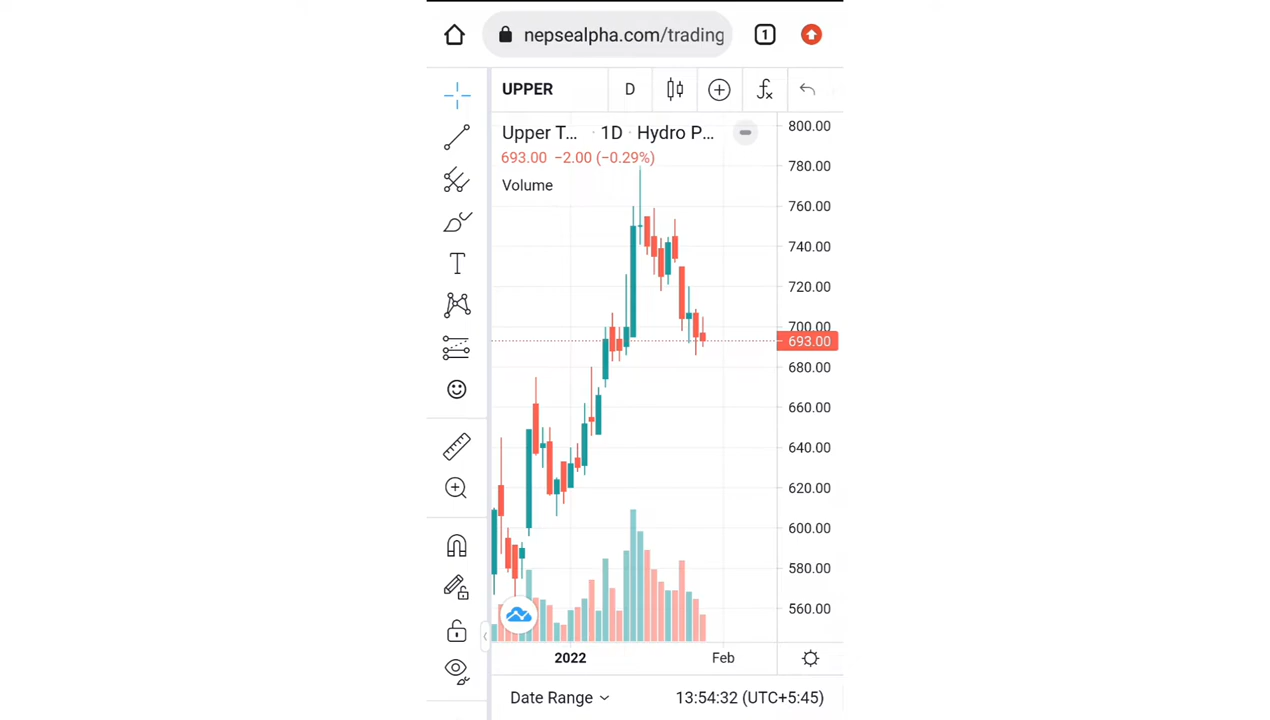 nepsealpha.com/trading
1
UPPER
D
fx
Upper T... · 1D · Hydro P...
693.00 −2.00 (−0.29%)
Volume
800.00
780.00
760.00
740.00
720.00
700.00
693.00
680.00
660.00
640.00
620.00
600.00
580.00
560.00
T
2022
Feb
Date Range
13:54:32 (UTC+5:45)